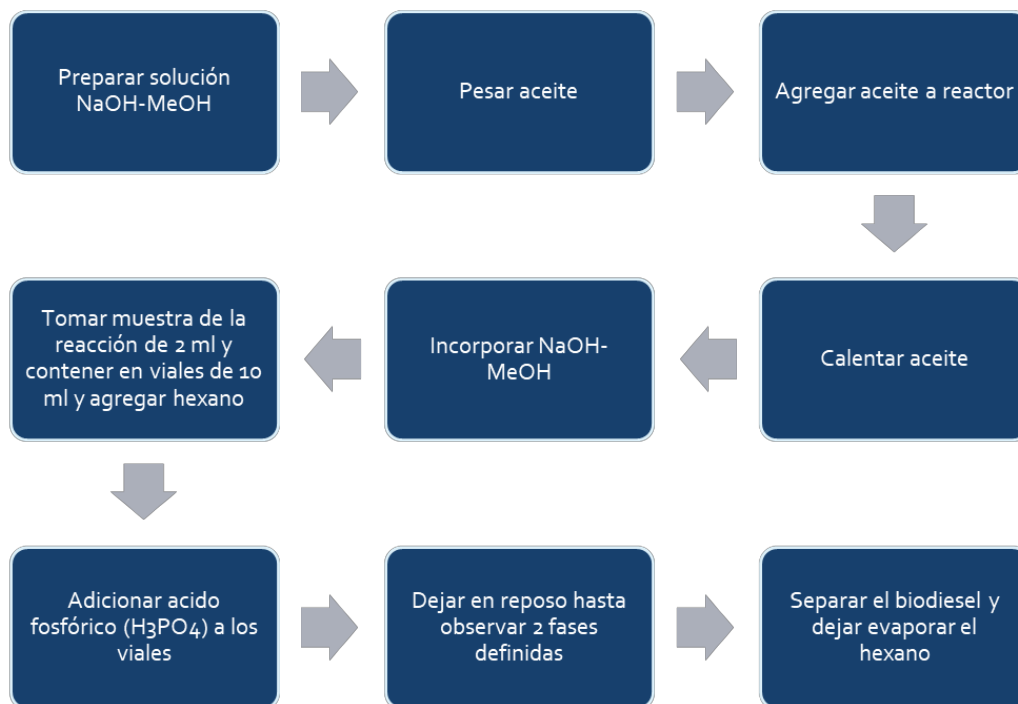 Preparar solución
NaOH-MeOH
Pesar aceite
Agregar aceite a reactor
Calentar aceite
Incorporar NaOH-
MeOH
Tomar muestra de la
reacción de 2 ml y
contener en viales de 10
ml y agregar hexano
Adicionar acido
fosfórico (H3PO4) a los
viales
Dejar en reposo hasta
observar 2 fases
definidas
Separar el biodiesel y
dejar evaporar el
hexano